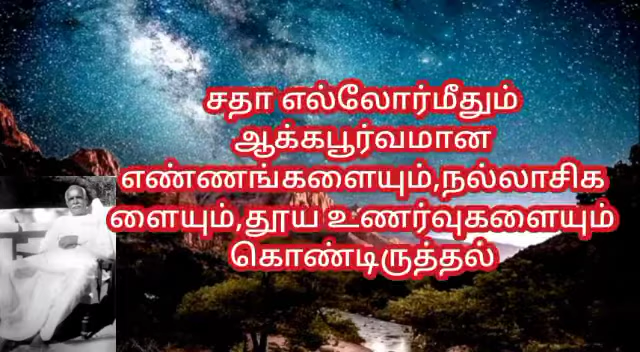 சதா எல்லோர்மீதும்
ஆக்கபூர்வமான
எண்ணங்களையும்,நல்லாசிக
ளையும்,தூய உணர்வுகளையும்
கொண்டிருத்தல்